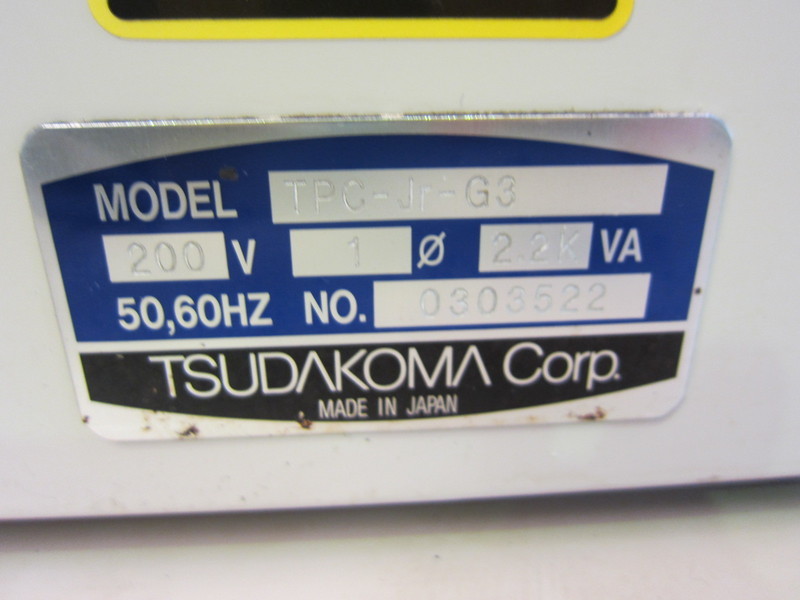 MODEL TPC-Jr-G3
200 V 1 Ø 2.2K VA
50,60HZ NO. 0303522
TSUDAKOMA Corp.
MADE IN JAPAN